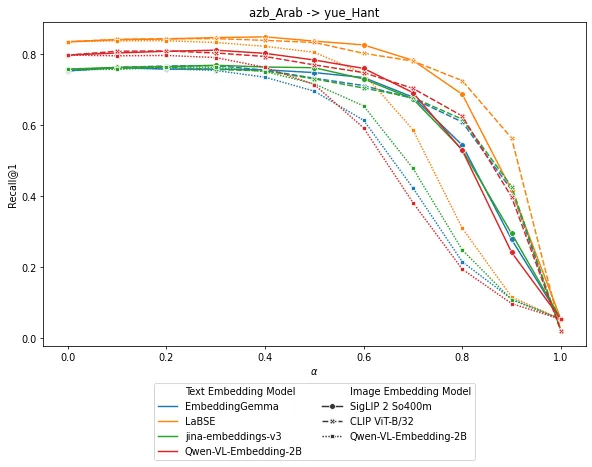 azb_Arab -> yue_Hant
Recall@1
0.8
0.6
0.4
0.2
0.0
0.0 0.2 0.4 0.6 0.8 1.0
α
Text Embedding Model
EmbeddingGemma
LaBSE
jina-embeddings-v3
Qwen-VL-Embedding-2B
Image Embedding Model
SigLIP 2 So400m
CLIP ViT-B/32
Qwen-VL-Embedding-2B